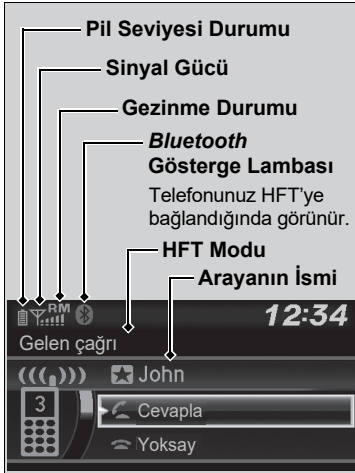 Pil Seviyesi Durumu
Sinyal Gücü
Gezinme Durumu
Bluetooth
Gösterge Lambası
Telefonunuz HFT'ye
bağlandığında görünür.
HFT Modu
Arayanın İsmi
RM
12:34
Gelen çağrı
John
3
Cevapla
Yoksay